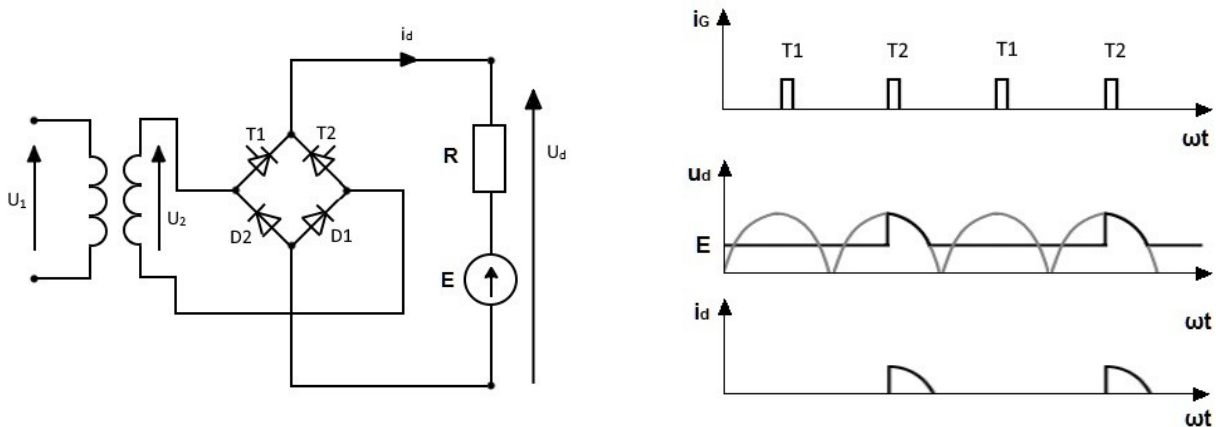 i_d
T1
T2
U_1
U_2
R
U_d
D2
D1
E
i_G
T1
T2
T1
T2
ωt
u_d
E
ωt
i_d
ωt